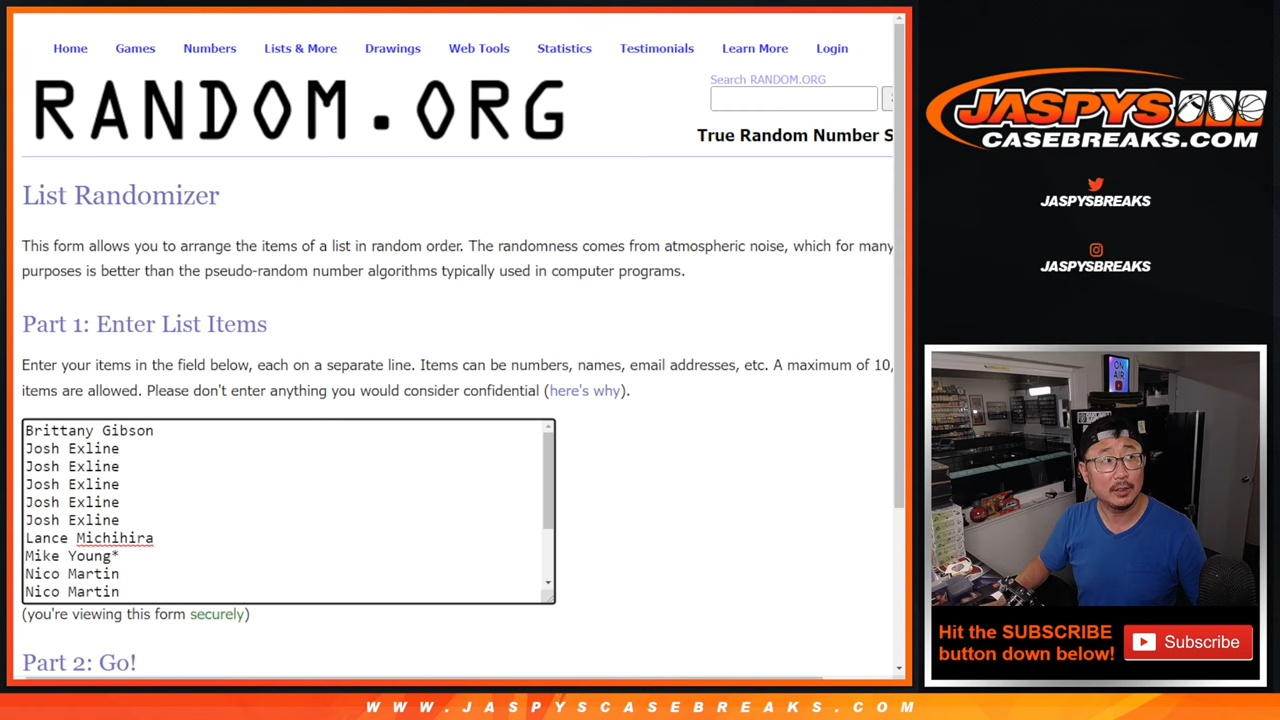 Home Games Numbers Lists & More Drawings Web Tools Statistics Testimonials Learn More Login
Search RANDOM.ORG
RANDOM.ORG
True Random Number S
List Randomizer
This form allows you to arrange the items of a list in random order. The randomness comes from atmospheric noise, which for many
purposes is better than the pseudo-random number algorithms typically used in computer programs.
Part 1: Enter List Items
Enter your items in the field below, each on a separate line. Items can be numbers, names, email addresses, etc. A maximum of 10,
items are allowed. Please don't enter anything you would consider confidential (here's why).
Brittany Gibson
Josh Exline
Josh Exline
Josh Exline
Josh Exline
Josh Exline
Lance Michihira
Mike Young*
Nico Martin
Nico Martin
(you're viewing this form securely)
Part 2: Go!
JASPYS
CASEBREAKS.COM
JASPYSBREAKS
JASPYSBREAKS
ON
AIR
Hit the SUBSCRIBE
button down below!
Subscribe
WWW.JASPYSCASEBREAKS.COM